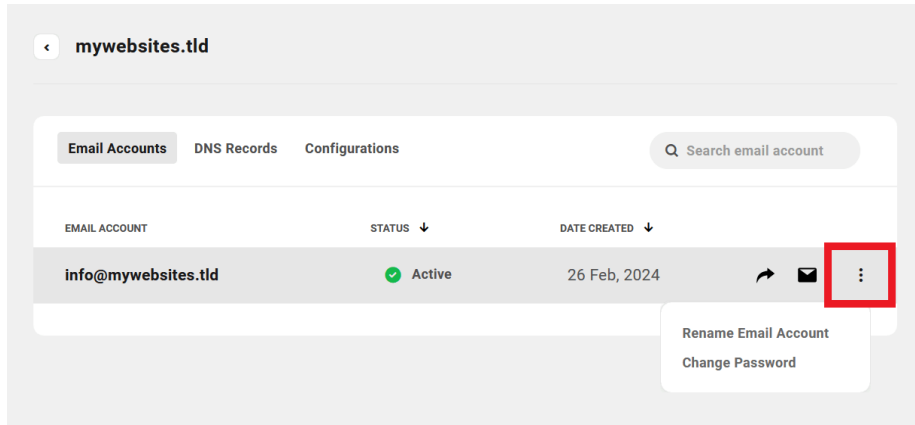 mywebsites.tld
Email Accounts DNS Records Configurations Search email account
EMAIL ACCOUNT STATUS DATE CREATED
info@mywebsites.tld Active 26 Feb, 2024
Rename Email Account
Change Password